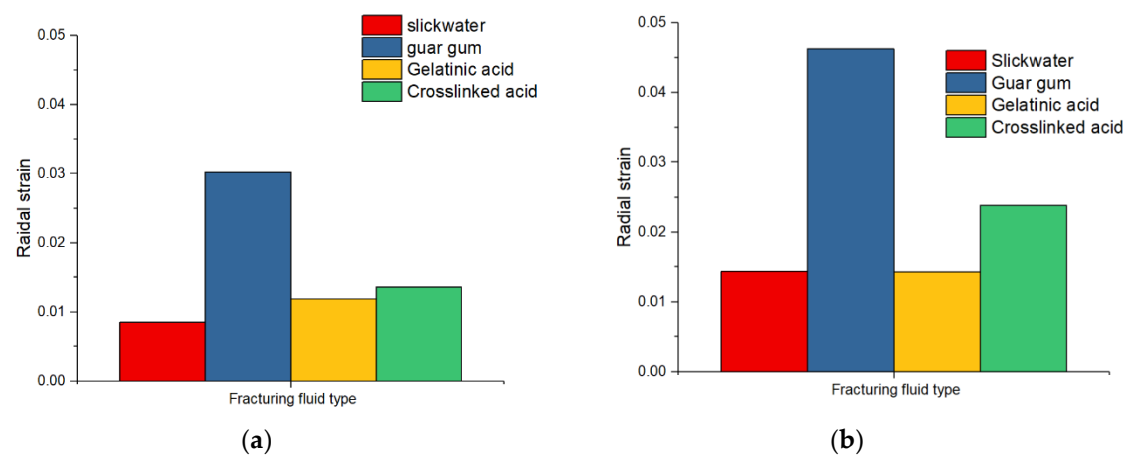 slickwater
guar gum
Gelatinic acid
Crosslinked acid
0.05
0.04
0.03
0.02
0.01
0.00
Raidal strain
Fracturing fluid type
(a)
Slickwater
Guar gum
Gelatinic acid
Crosslinked acid
0.05
0.04
0.03
0.02
0.01
0.00
Radial strain
Fracturing fluid type
(b)